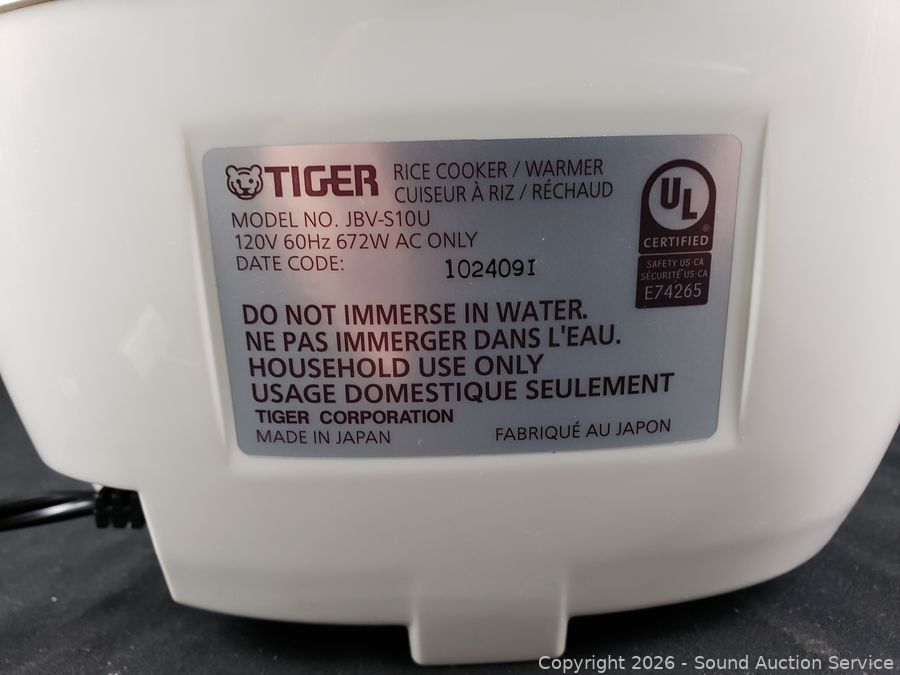 TIGER
RICE COOKER / WARMER
CUISEUR À RIZ / RÉCHAUD
MODEL NO. JBV-S10U
120V 60Hz 672W AC ONLY
DATE CODE: 102409I
UL
®
CERTIFIED
SAFETY US·CA
SÉCURITÉ US·CA
E74265
DO NOT IMMERSE IN WATER.
NE PAS IMMERGER DANS L'EAU.
HOUSEHOLD USE ONLY
USAGE DOMESTIQUE SEULEMENT
TIGER CORPORATION
MADE IN JAPAN FABRIQUÉ AU JAPON
Copyright © 2026 - Sound Auction Service